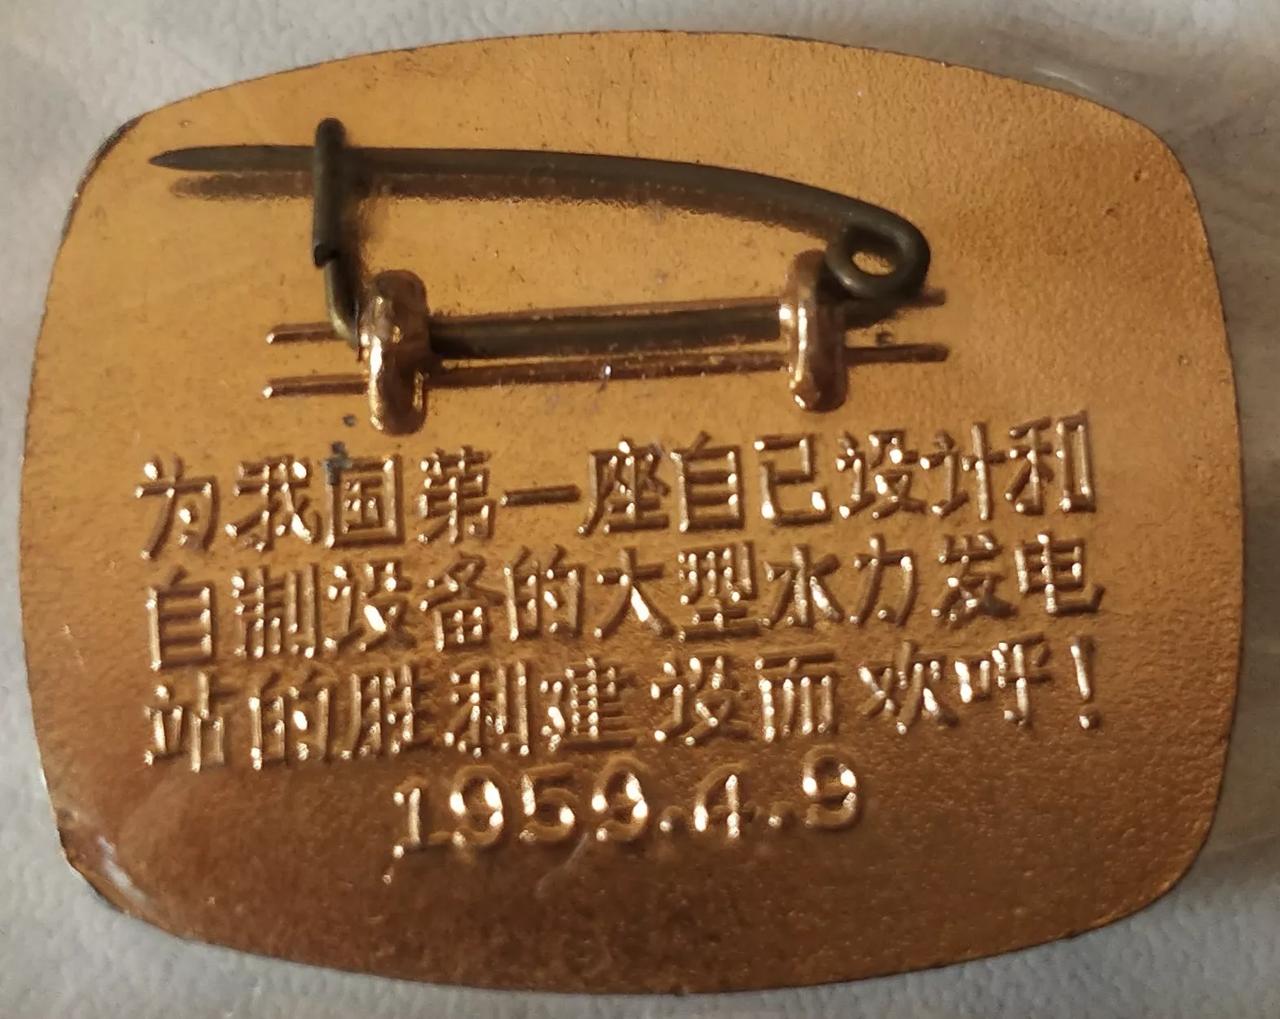 为我国第一座自己设计和
自制设备的大型水力发电
站的胜利建设而欢呼！
1959.4.9